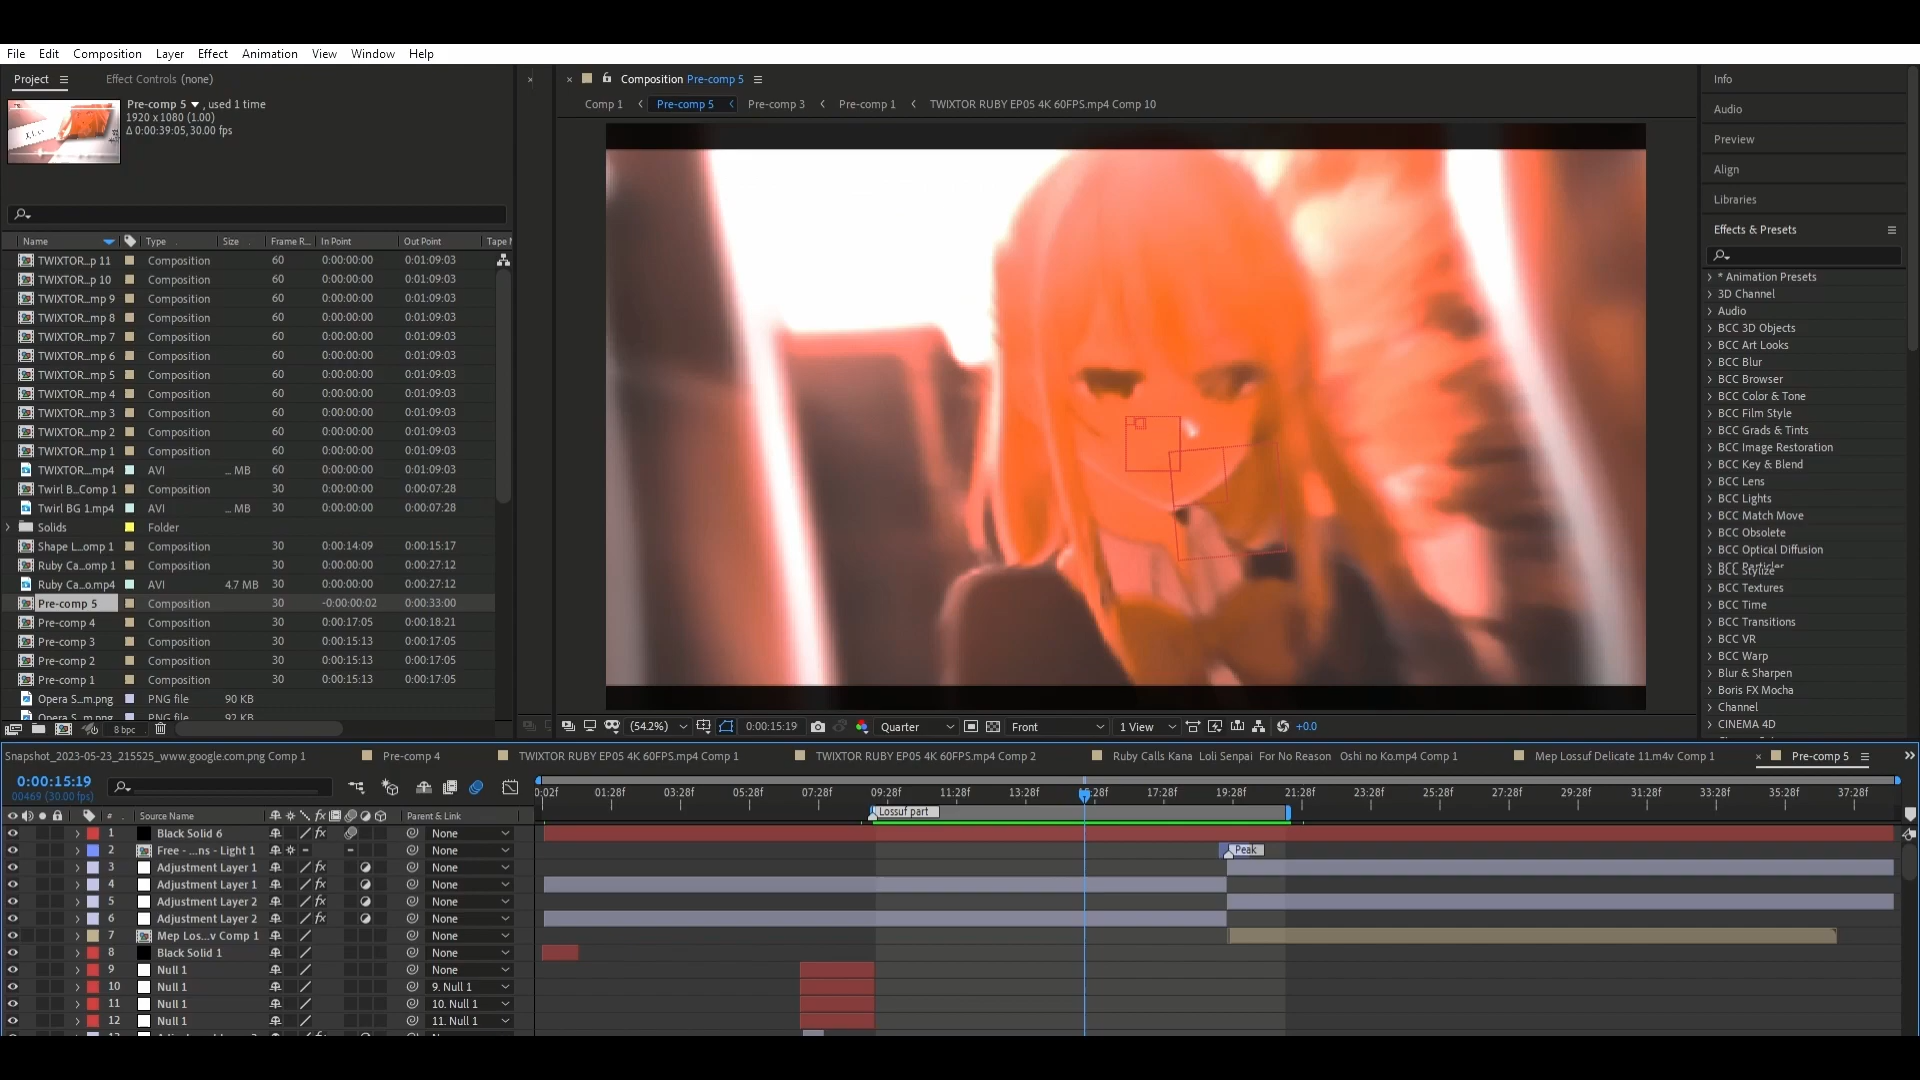 File Edit Composition Layer Effect Animation View Window Help
Project Effect Controls (none)
Pre-comp 5 , used 1 time
1920 x 1080 (1.00)
Δ 0:00:39:05, 30.00 fps
Name Type Size Frame R... In Point Out Point Tape
TWIXTOR...p 11 Composition 60 0:00:00:00 0:01:09:03
TWIXTOR...p 10 Composition 60 0:00:00:00 0:01:09:03
TWIXTOR...mp 9 Composition 60 0:00:00:00 0:01:09:03
TWIXTOR...mp 8 Composition 60 0:00:00:00 0:01:09:03
TWIXTOR...mp 7 Composition 60 0:00:00:00 0:01:09:03
TWIXTOR...mp 6 Composition 60 0:00:00:00 0:01:09:03
TWIXTOR...mp 5 Composition 60 0:00:00:00 0:01:09:03
TWIXTOR...mp 4 Composition 60 0:00:00:00 0:01:09:03
TWIXTOR...mp 3 Composition 60 0:00:00:00 0:01:09:03
TWIXTOR...mp 2 Composition 60 0:00:00:00 0:01:09:03
TWIXTOR...mp 1 Composition 60 0:00:00:00 0:01:09:03
TWIXTOR....mp4 AVI ... MB 60 0:00:00:00 0:01:09:03
Twirl B...Comp 1 Composition 60 0:00:00:00 0:00:07:28
Twirl BG 1.mp4 AVI ... MB 60 0:00:00:00 0:00:07:28
Solids Folder
Shape L...omp 1 Composition 30 0:00:14:09 0:00:15:17
Ruby Ca...omp 1 Composition 30 0:00:00:00 0:00:27:12
Ruby Ca...o.mp4 AVI 4.7 MB 30 0:00:00:00 0:00:27:12
Pre-comp 5 Composition 30 -0:00:00:02 0:00:33:00
Pre-comp 4 Composition 30 0:00:17:05 0:00:18:21
Pre-comp 3 Composition 30 0:00:15:13 0:00:17:05
Pre-comp 2 Composition 30 0:00:15:13 0:00:17:05
Pre-comp 1 Composition 30 0:00:15:13 0:00:17:05
Opera S...m.png PNG file 90 KB
Opera S...m.png PNG file 92 KB
8 bpc
Composition Pre-comp 5
Comp 1 Pre-comp 5 Pre-comp 3 Pre-comp 1 TWIXTOR RUBY EP05 4K 60FPS.mp4 Comp 10
(54.2%) 0:00:15:19 Quarter Front 1 View +0.0
Info
Audio
Preview
Align
Libraries
Effects & Presets
* Animation Presets
3D Channel
Audio
BCC 3D Objects
BCC Art Looks
BCC Blur
BCC Browser
BCC Color & Tone
BCC Film Style
BCC Grads & Tints
BCC Image Restoration
BCC Key & Blend
BCC Lens
BCC Lights
BCC Match Move
BCC Obsolete
BCC Optical Diffusion
BCC Particles
BCC Stylize
BCC Textures
BCC Time
BCC Transitions
BCC VR
BCC Warp
Blur & Sharpen
Boris FX Mocha
Channel
CINEMA 4D
Snapshot_2023-05-23_215525_www.google.com.png Comp 1 Pre-comp 4 TWIXTOR RUBY EP05 4K 60FPS.mp4 Comp 1 TWIXTOR RUBY EP05 4K 60FPS.mp4 Comp 2 Ruby Calls Kana Loli Senpai For No Reason Oshi no Ko.mp4 Comp 1 Mep Lossuf Delicate 11.m4v Comp 1 Pre-comp 5
0:00:15:19
00469 (30.00 fps)
:02f 01:28f 03:28f 05:28f 07:28f 09:28f 11:28f 13:28f 15:28f 17:28f 19:28f 21:28f 23:28f 25:28f 27:28f 29:28f 31:28f 33:28f 35:28f 37:28f
# Source Name Parent & Link
Lossuf part
1 Black Solid 6 None
2 Free - ...ns - Light 1 None Peak
3 Adjustment Layer 1 None
4 Adjustment Layer 1 None
5 Adjustment Layer 2 None
6 Adjustment Layer 2 None
7 Mep Los...v Comp 1 None
8 Black Solid 1 None
9 Null 1 None
10 Null 1 9. Null 1
11 Null 1 10. Null 1
12 Null 1 11. Null 1